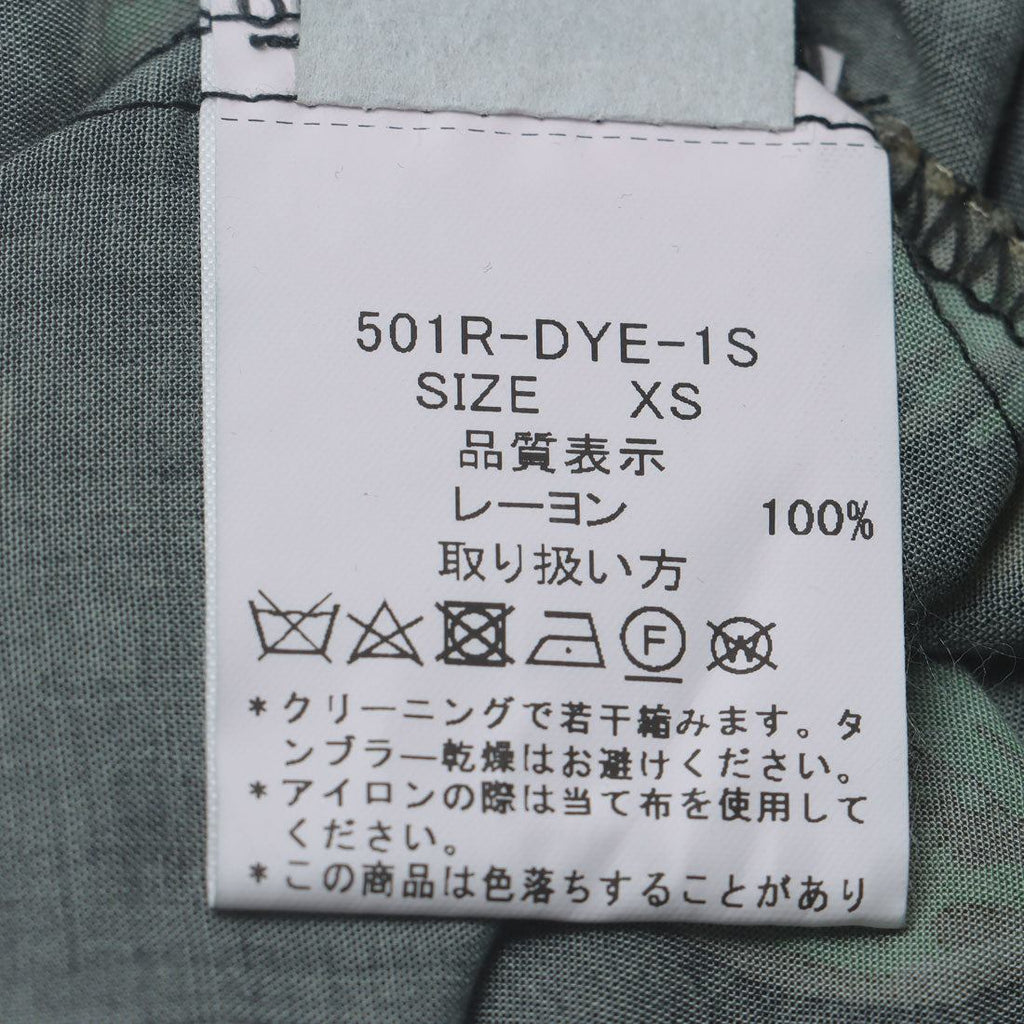 501R-DYE-1S
SIZE XS
品質表示
レーヨン 100%
取り扱い方
F W
*クリーニングで若干縮みます。タ
ンブラー乾燥はお避けください。
*アイロンの際は当て布を使用して
ください。
*この商品は色落ちすることがあり